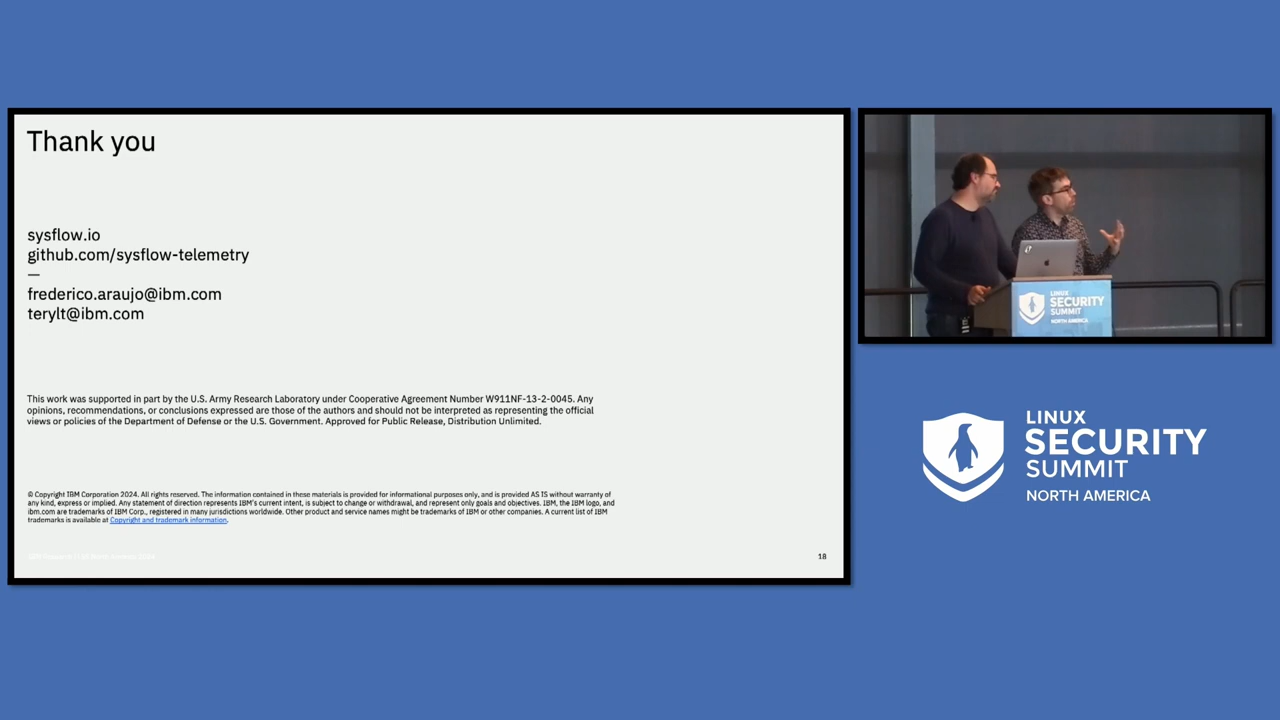 Thank you
sysflow.io
github.com/sysflow-telemetry
—
frederico.araujo@ibm.com
terylt@ibm.com
This work was supported in part by the U.S. Army Research Laboratory under Cooperative Agreement Number W911NF-13-2-0045. Any
opinions, recommendations, or conclusions expressed are those of the authors and should not be interpreted as representing the official
views or policies of the Department of Defense or the U.S. Government. Approved for Public Release, Distribution Unlimited.
© Copyright IBM Corporation 2024. All rights reserved. The information contained in these materials is provided for informational purposes only, and is provided AS IS without warranty of
any kind, express or implied. Any statement of direction represents IBM's current intent, is subject to change or withdrawal, and represent only goals and objectives. IBM, the IBM logo, and
ibm.com are trademarks of IBM Corp., registered in many jurisdictions worldwide. Other product and service names might be trademarks of IBM or other companies. A current list of IBM
trademarks is available at Copyright and trademark information.
18
LINUX
SECURITY
SUMMIT
NORTH AMERICA
LINUX
SECURITY
SUMMIT
NORTH AMERICA